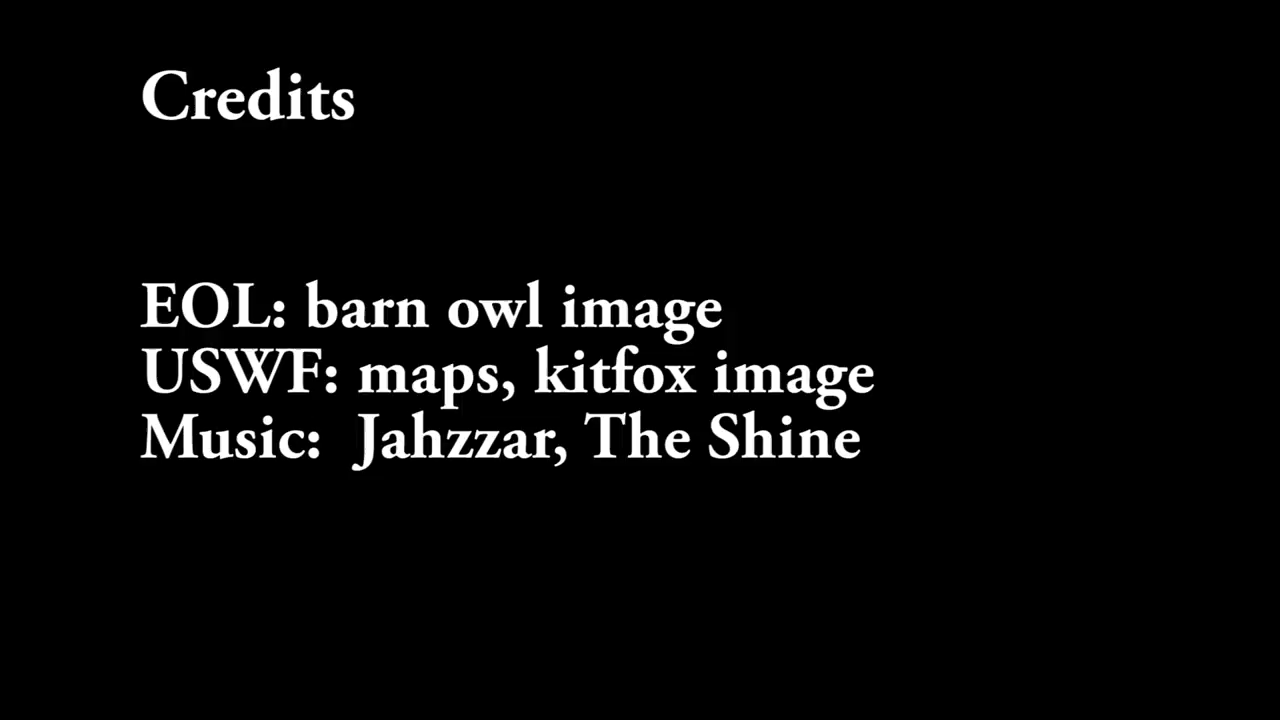 Credits
EOL: barn owl image
USWF: maps, kitfox image
Music:  Jahzzar, The Shine